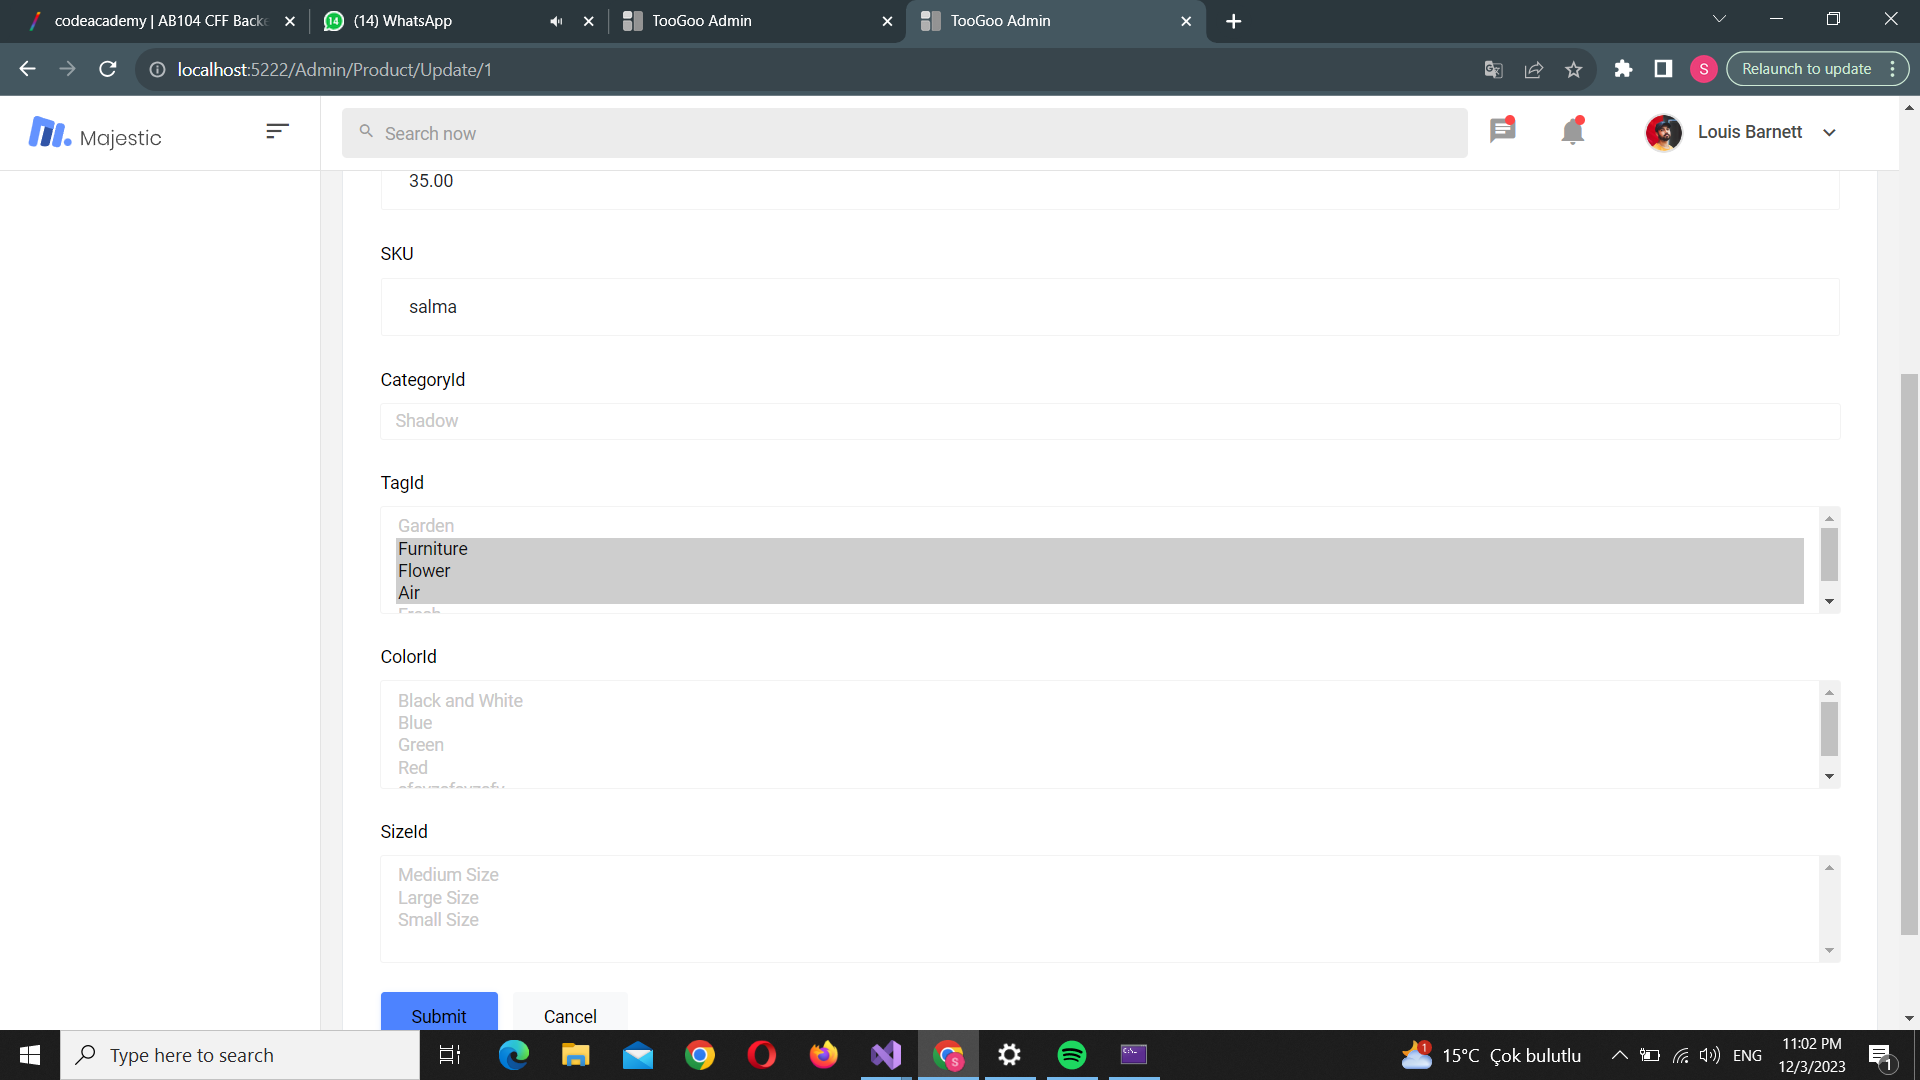 codeacademy | AB104 CFF Backe
(14) WhatsApp
TooGoo Admin
TooGoo Admin
localhost:5222/Admin/Product/Update/1
S
Relaunch to update
Majestic
Search now
Louis Barnett
35.00
SKU
salma
CategoryId
Shadow
TagId
Garden
Furniture
Flower
Air
Fresh
ColorId
Black and White
Blue
Green
Red
SizeId
Medium Size
Large Size
Small Size
Submit
Cancel
Type here to search
15°C Çok bulutlu
ENG
11:02 PM
12/3/2023
1